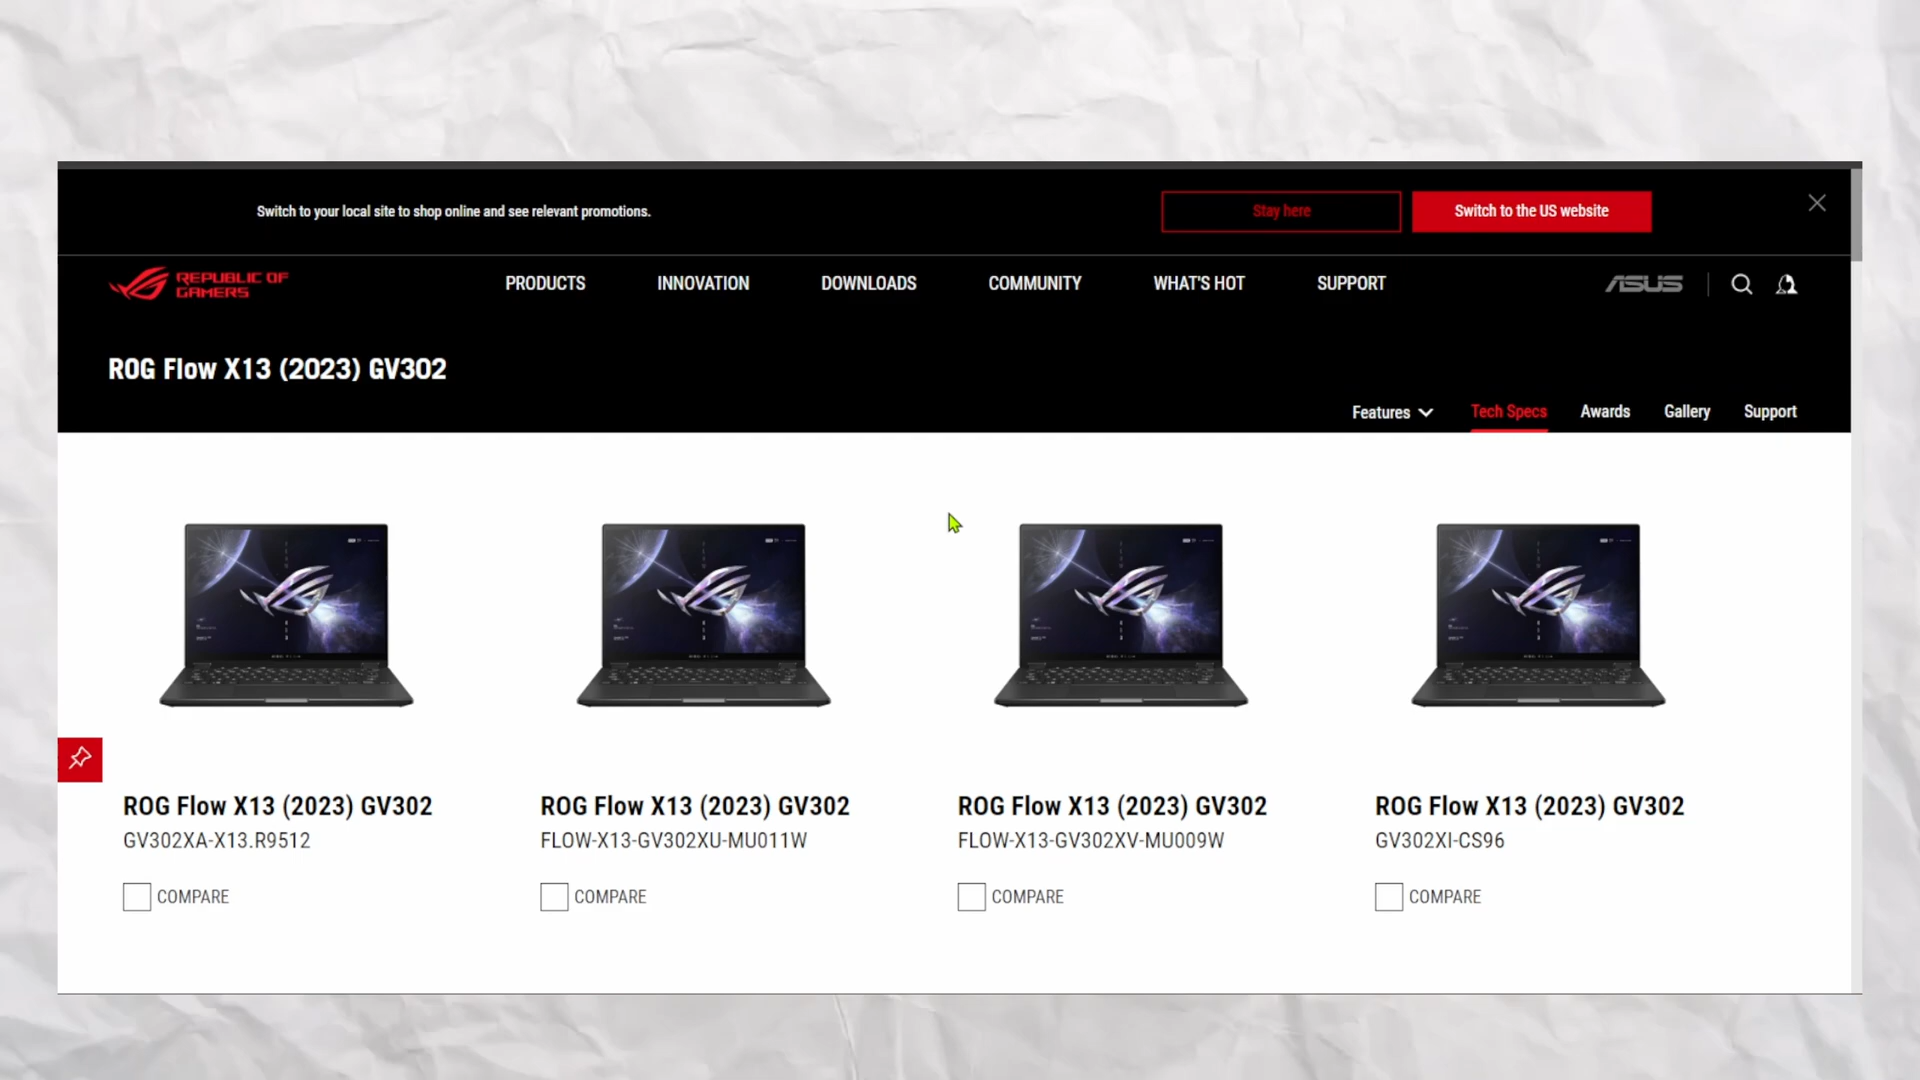 Switch to your local site to shop online and see relevant promotions.
Stay here
Switch to the US website
REPUBLIC OF
GAMERS
PRODUCTS
INNOVATION
DOWNLOADS
COMMUNITY
WHAT'S HOT
SUPPORT
ASUS
ROG Flow X13 (2023) GV302
Features
Tech Specs
Awards
Gallery
Support
ROG Flow X13 (2023) GV302
GV302XA-X13.R9512
COMPARE
ROG Flow X13 (2023) GV302
FLOW-X13-GV302XU-MU011W
COMPARE
ROG Flow X13 (2023) GV302
FLOW-X13-GV302XV-MU009W
COMPARE
ROG Flow X13 (2023) GV302
GV302XI-CS96
COMPARE